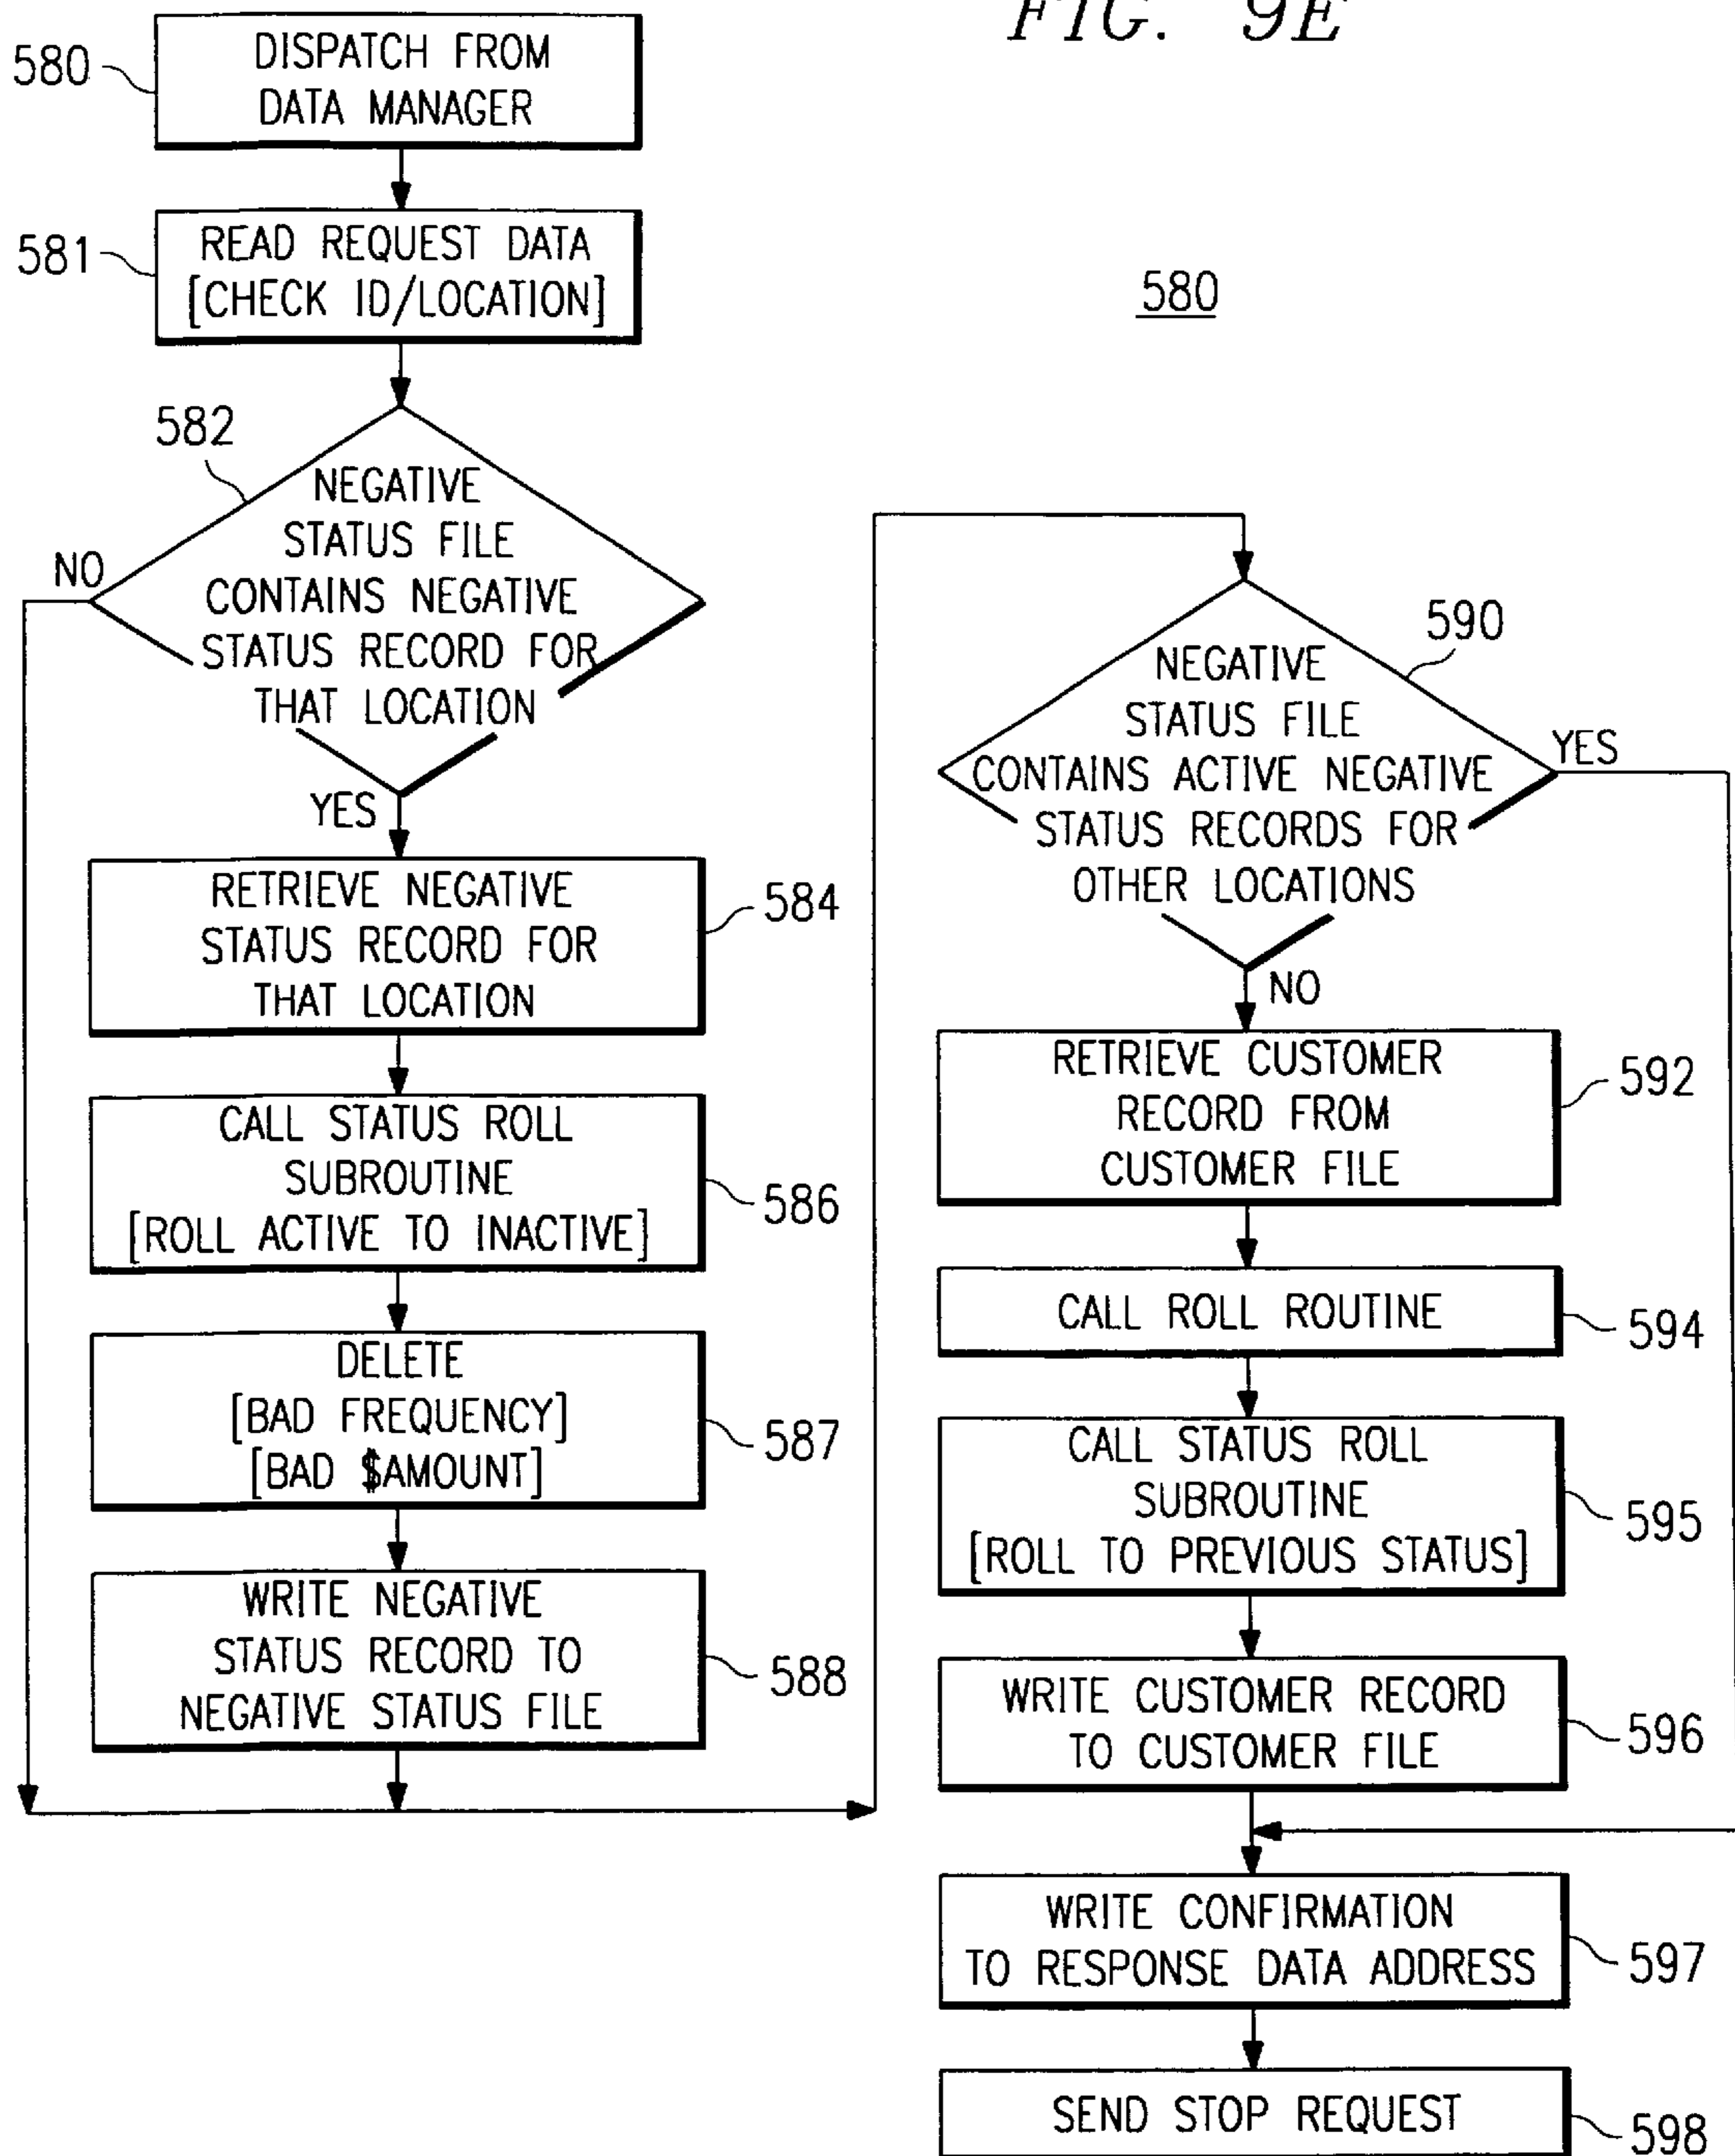 FIG. 9E
580
DISPATCH FROM
DATA MANAGER
581
READ REQUEST DATA
[CHECK ID/LOCATION]
580
582
NEGATIVE
STATUS FILE
CONTAINS NEGATIVE
STATUS RECORD FOR
THAT LOCATION
NO
YES
RETRIEVE NEGATIVE
STATUS RECORD FOR
THAT LOCATION
584
CALL STATUS ROLL
SUBROUTINE
[ROLL ACTIVE TO INACTIVE]
586
DELETE
[BAD FREQUENCY]
[BAD $AMOUNT]
587
WRITE NEGATIVE
STATUS RECORD TO
NEGATIVE STATUS FILE
588
590
NEGATIVE
STATUS FILE
CONTAINS ACTIVE NEGATIVE
STATUS RECORDS FOR
OTHER LOCATIONS
YES
NO
RETRIEVE CUSTOMER
RECORD FROM
CUSTOMER FILE
592
CALL ROLL ROUTINE
594
CALL STATUS ROLL
SUBROUTINE
[ROLL TO PREVIOUS STATUS]
595
WRITE CUSTOMER RECORD
TO CUSTOMER FILE
596
WRITE CONFIRMATION
TO RESPONSE DATA ADDRESS
597
SEND STOP REQUEST
598